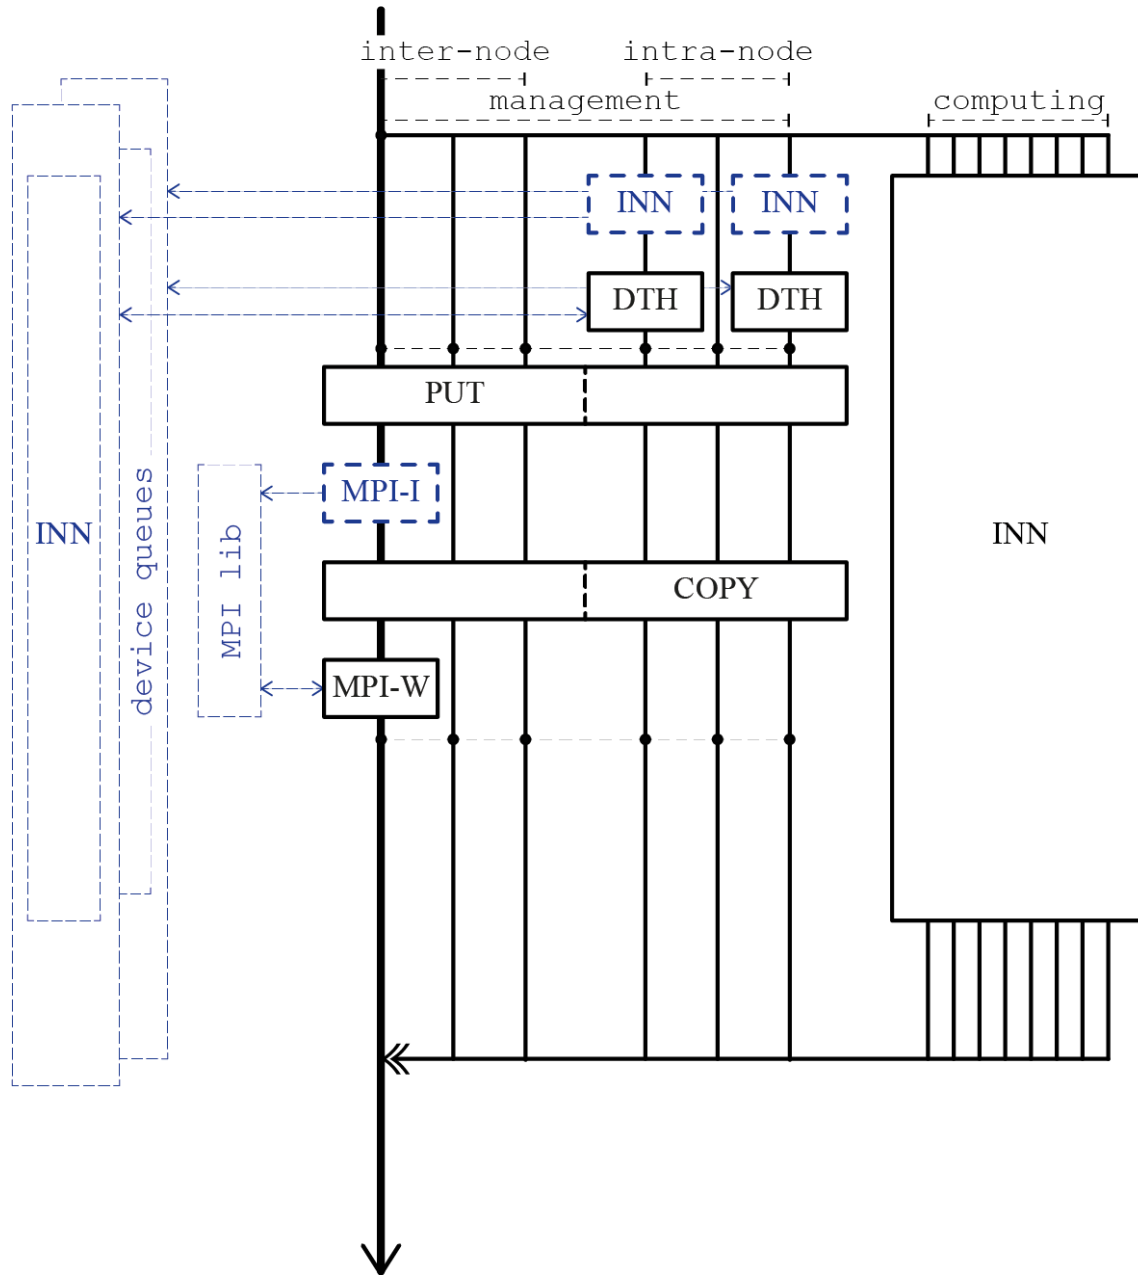 inter-node
intra-node
management
computing
INN
INN
DTH
DTH
PUT
MPI-I
INN
device queues
MPI lib
INN
COPY
MPI-W